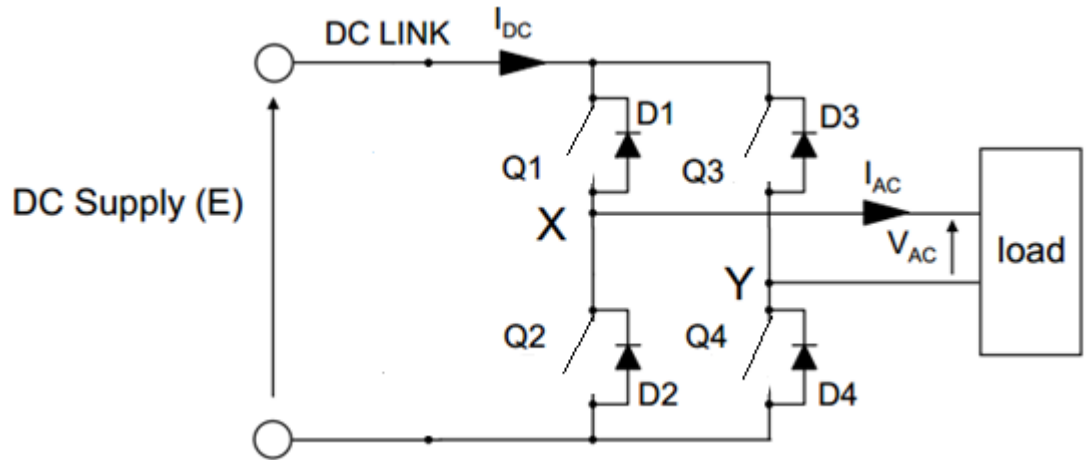 DC LINK
I_DC
D1
D3
Q1
Q3
DC Supply (E)
I_AC
X
V_AC
load
Y
Q2
Q4
D2
D4